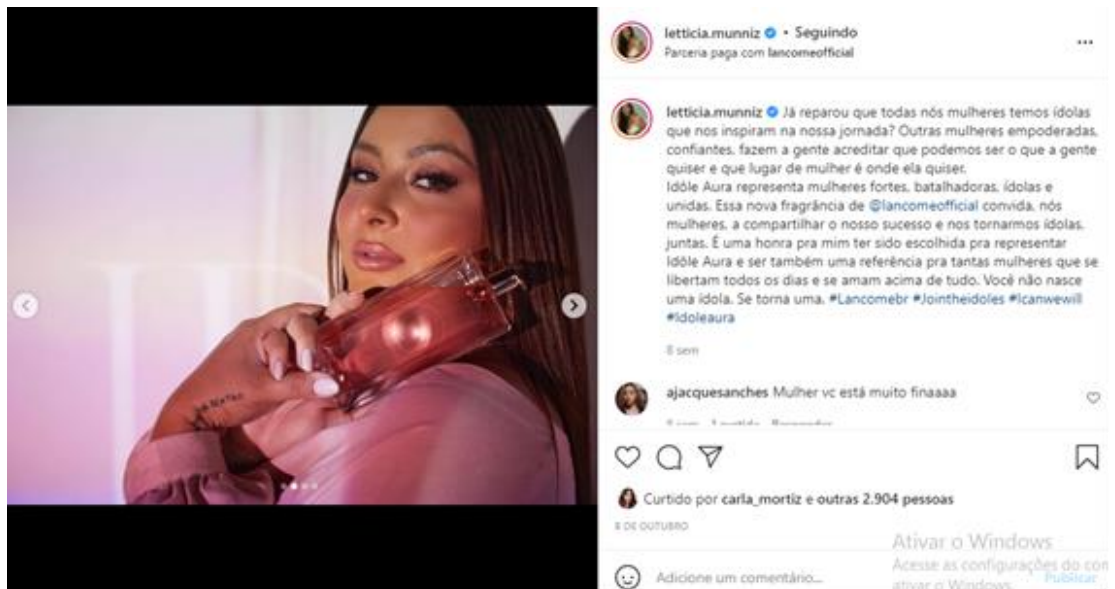 letticia.munniz • Seguindo
Parceria paga com lancomeofficial
letticia.munniz Já reparou que todas nós mulheres temos ídolas
que nos inspiram na nossa jornada? Outras mulheres empoderadas,
confiantes, fazem a gente acreditar que podemos ser o que a gente
quiser e que lugar de mulher é onde ela quiser.
Idôle Aura representa mulheres fortes, batalhadoras, ídolas e
unidas. Essa nova fragrância de @lancomeofficial convida, nós
mulheres, a compartilhar o nosso sucesso e nos tornarmos ídolas,
juntas. É uma honra pra mim ter sido escolhida pra representar
Idôle Aura e ser também uma referência pra tantas mulheres que se
libertam todos os dias e se amam acima de tudo. Você não nasce
uma ídola. Se torna uma. #Lancomebr #Jointheidoles #Icanwewill
#Idoleaura
8 sem
ajacquesanches Mulher vc está muito finaaaa
Curtido por carla_mortiz e outras 2.904 pessoas
8 DE OUTUBRO
Ativar o Windows
Acesse as configurações do
ativar o Windows.
Adicione um comentário...
Publicar